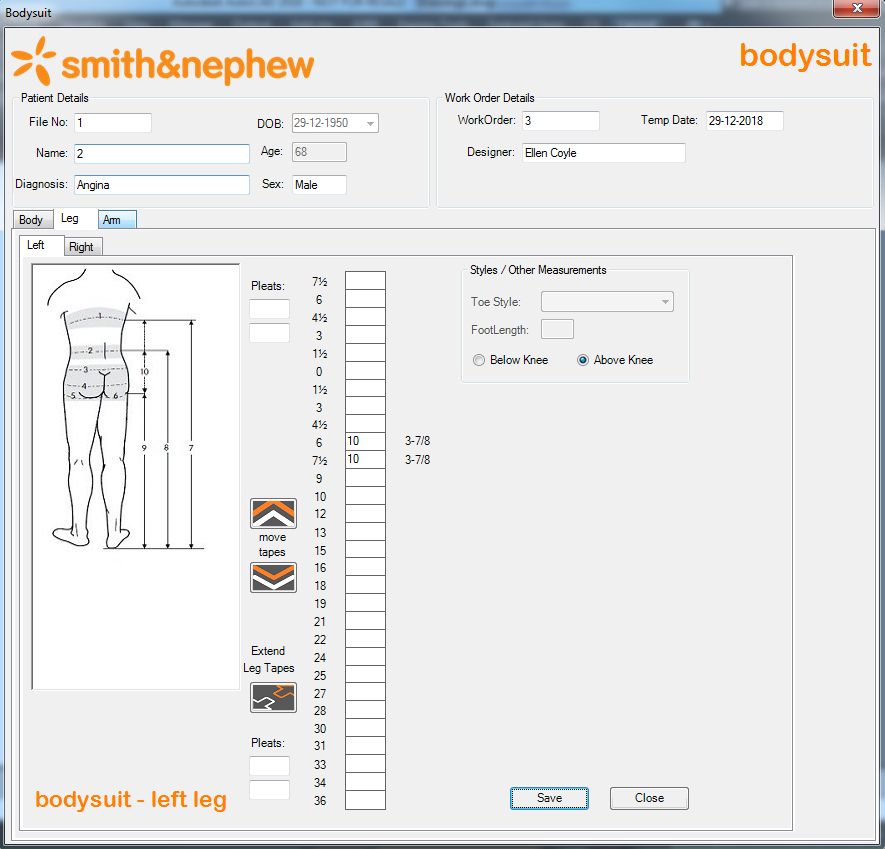 Bodysuit
smith&nephew
bodysuit
Patient Details
File No: 1
DOB: 29-12-1950
Name: 2
Age: 68
Diagnosis: Angina
Sex: Male
Work Order Details
WorkOrder: 3
Temp Date: 29-12-2018
Designer: Ellen Coyle
Body Leg Arm
Left Right
1
2
10
3
4
5 6
9 8 7
Pleats:
move
tapes
Extend
Leg Tapes
Pleats:
7½
6
4½
3
1½
0
1½
3
4½
6 10 3-7/8
7½ 10 3-7/8
9
10
12
13
15
16
18
19
21
22
24
25
27
28
30
31
33
34
36
Styles / Other Measurements
Toe Style:
FootLength:
Below Knee Above Knee
bodysuit - left leg
Save Close